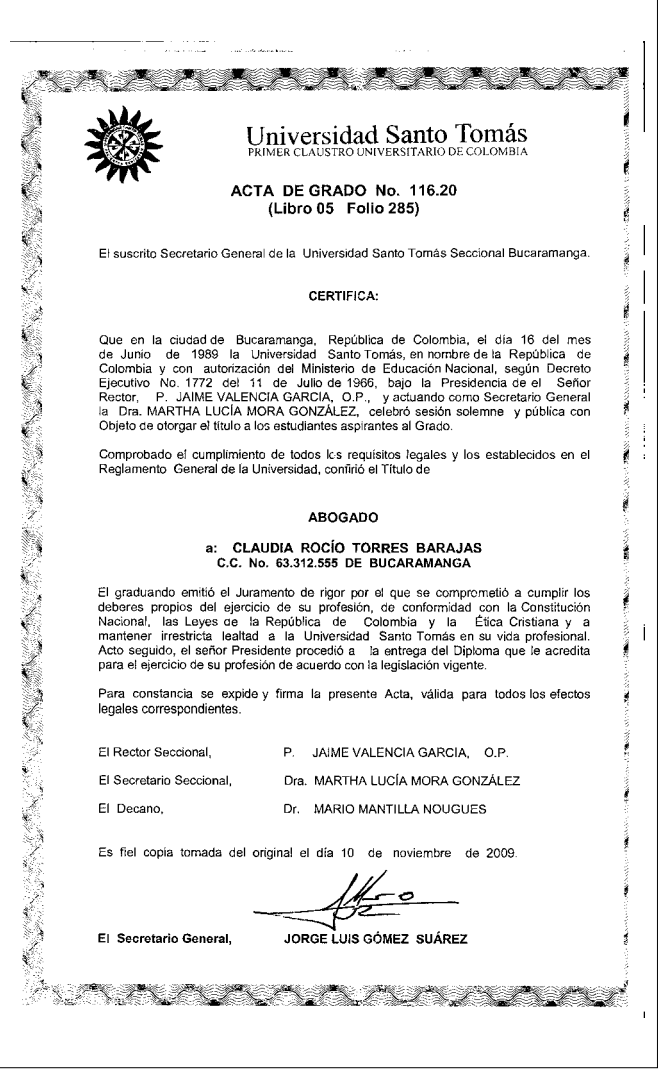 Universidad Santo Tomás
PRIMER CLAUSTRO UNIVERSITARIO DE COLOMBIA
ACTA DE GRADO No. 116.20
(Libro 05 Folio 285)
El suscrito Secretario General de la Universidad Santo Tomás Seccional Bucaramanga.
CERTIFICA:
Que en la ciudad de Bucaramanga, República de Colombia, el día 16 del mes
de Junio de 1989 la Universidad Santo Tomás, en nombre de la República de
Colombia y con autorización del Ministerio de Educación Nacional, según Decreto
Ejecutivo No. 1772 del 11 de Julio de 1966, bajo la Presidencia de el Señor
Rector, P. JAIME VALENCIA GARCIA, O.P., y actuando como Secretario General
la Dra. MARTHA LUCÍA MORA GONZÁLEZ, celebró sesión solemne y pública con
Objeto de otorgar el título a los estudiantes aspirantes al Grado.
Comprobado el cumplimiento de todos los requisitos legales y los establecidos en el
Reglamento General de la Universidad, confirió el Título de
ABOGADO
a: CLAUDIA ROCÍO TORRES BARAJAS
C.C. No. 63.312.555 DE BUCARAMANGA
El graduando emitió el Juramento de rigor por el que se comprometió a cumplir los
deberes propios del ejercicio de su profesión, de conformidad con la Constitución
Nacional, las Leyes de la República de Colombia y la Ética Cristiana y a
mantener irrestricta lealtad a la Universidad Santo Tomás en su vida profesional.
Acto seguido, el señor Presidente procedió a la entrega del Diploma que le acredita
para el ejercicio de su profesión de acuerdo con la legislación vigente.
Para constancia se expide y firma la presente Acta, válida para todos los efectos
legales correspondientes.
El Rector Seccional, P. JAIME VALENCIA GARCIA, O.P.
El Secretario Seccional, Dra. MARTHA LUCÍA MORA GONZÁLEZ
El Decano, Dr. MARIO MANTILLA NOUGUES
Es fiel copia tomada del original el día 10 de noviembre de 2009.
El Secretario General, JORGE LUIS GÓMEZ SUÁREZ